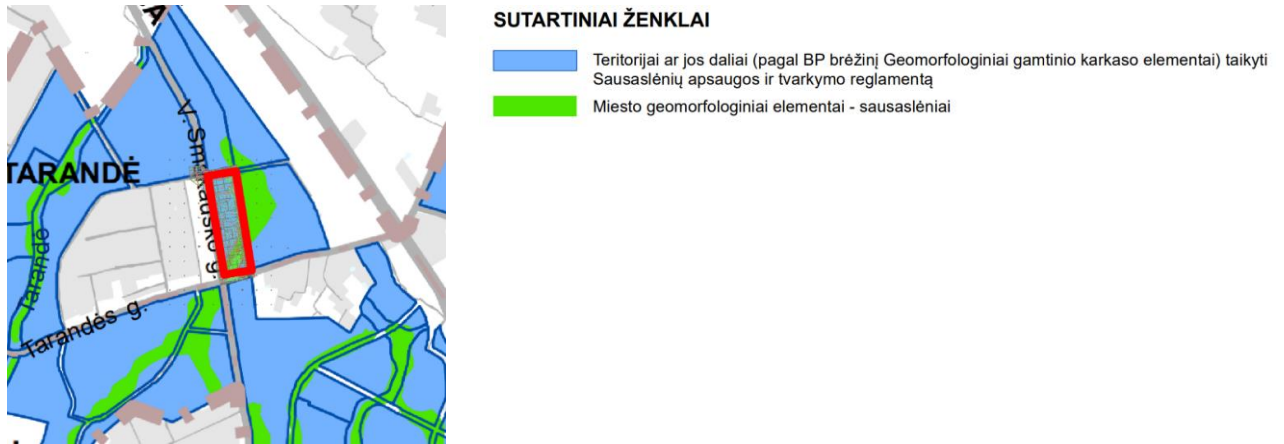 SUTARTINIAI ŽENKLAI
Teritorijai ar jos daliai (pagal BP brėžinį Geomorfologiniai gamtinio karkaso elementai) taikyti
Sausaslėnių apsaugos ir tvarkymo reglamentą
Miesto geomorfologiniai elementai - sausaslėniai
TARANDĖ
Tarandė
Tarandės g.